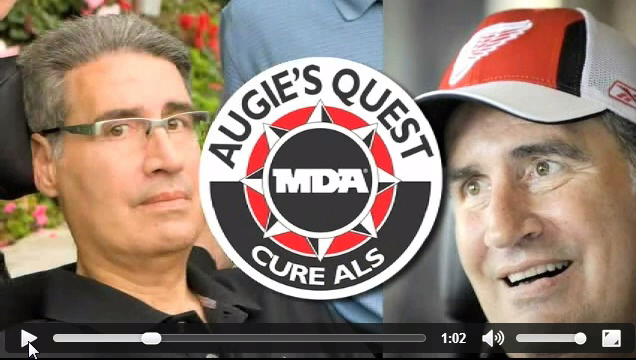 AUGIE'S QUEST
MDA
CURE ALS
1:02